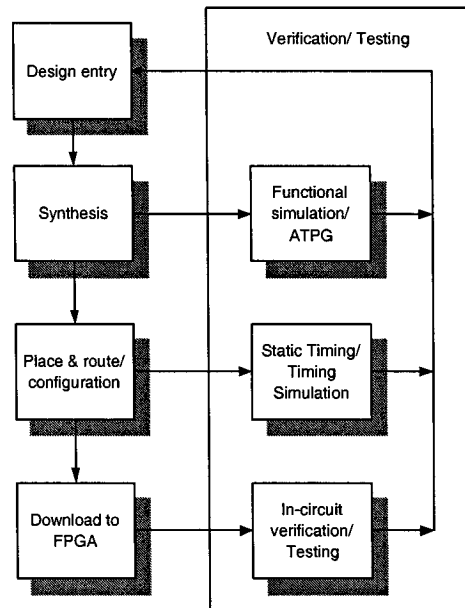 Verification/ Testing
Design entry
Synthesis
Functional
simulation/
ATPG
Place & route/
configuration
Static Timing/
Timing
Simulation
Download to
FPGA
In-circuit
verification/
Testing